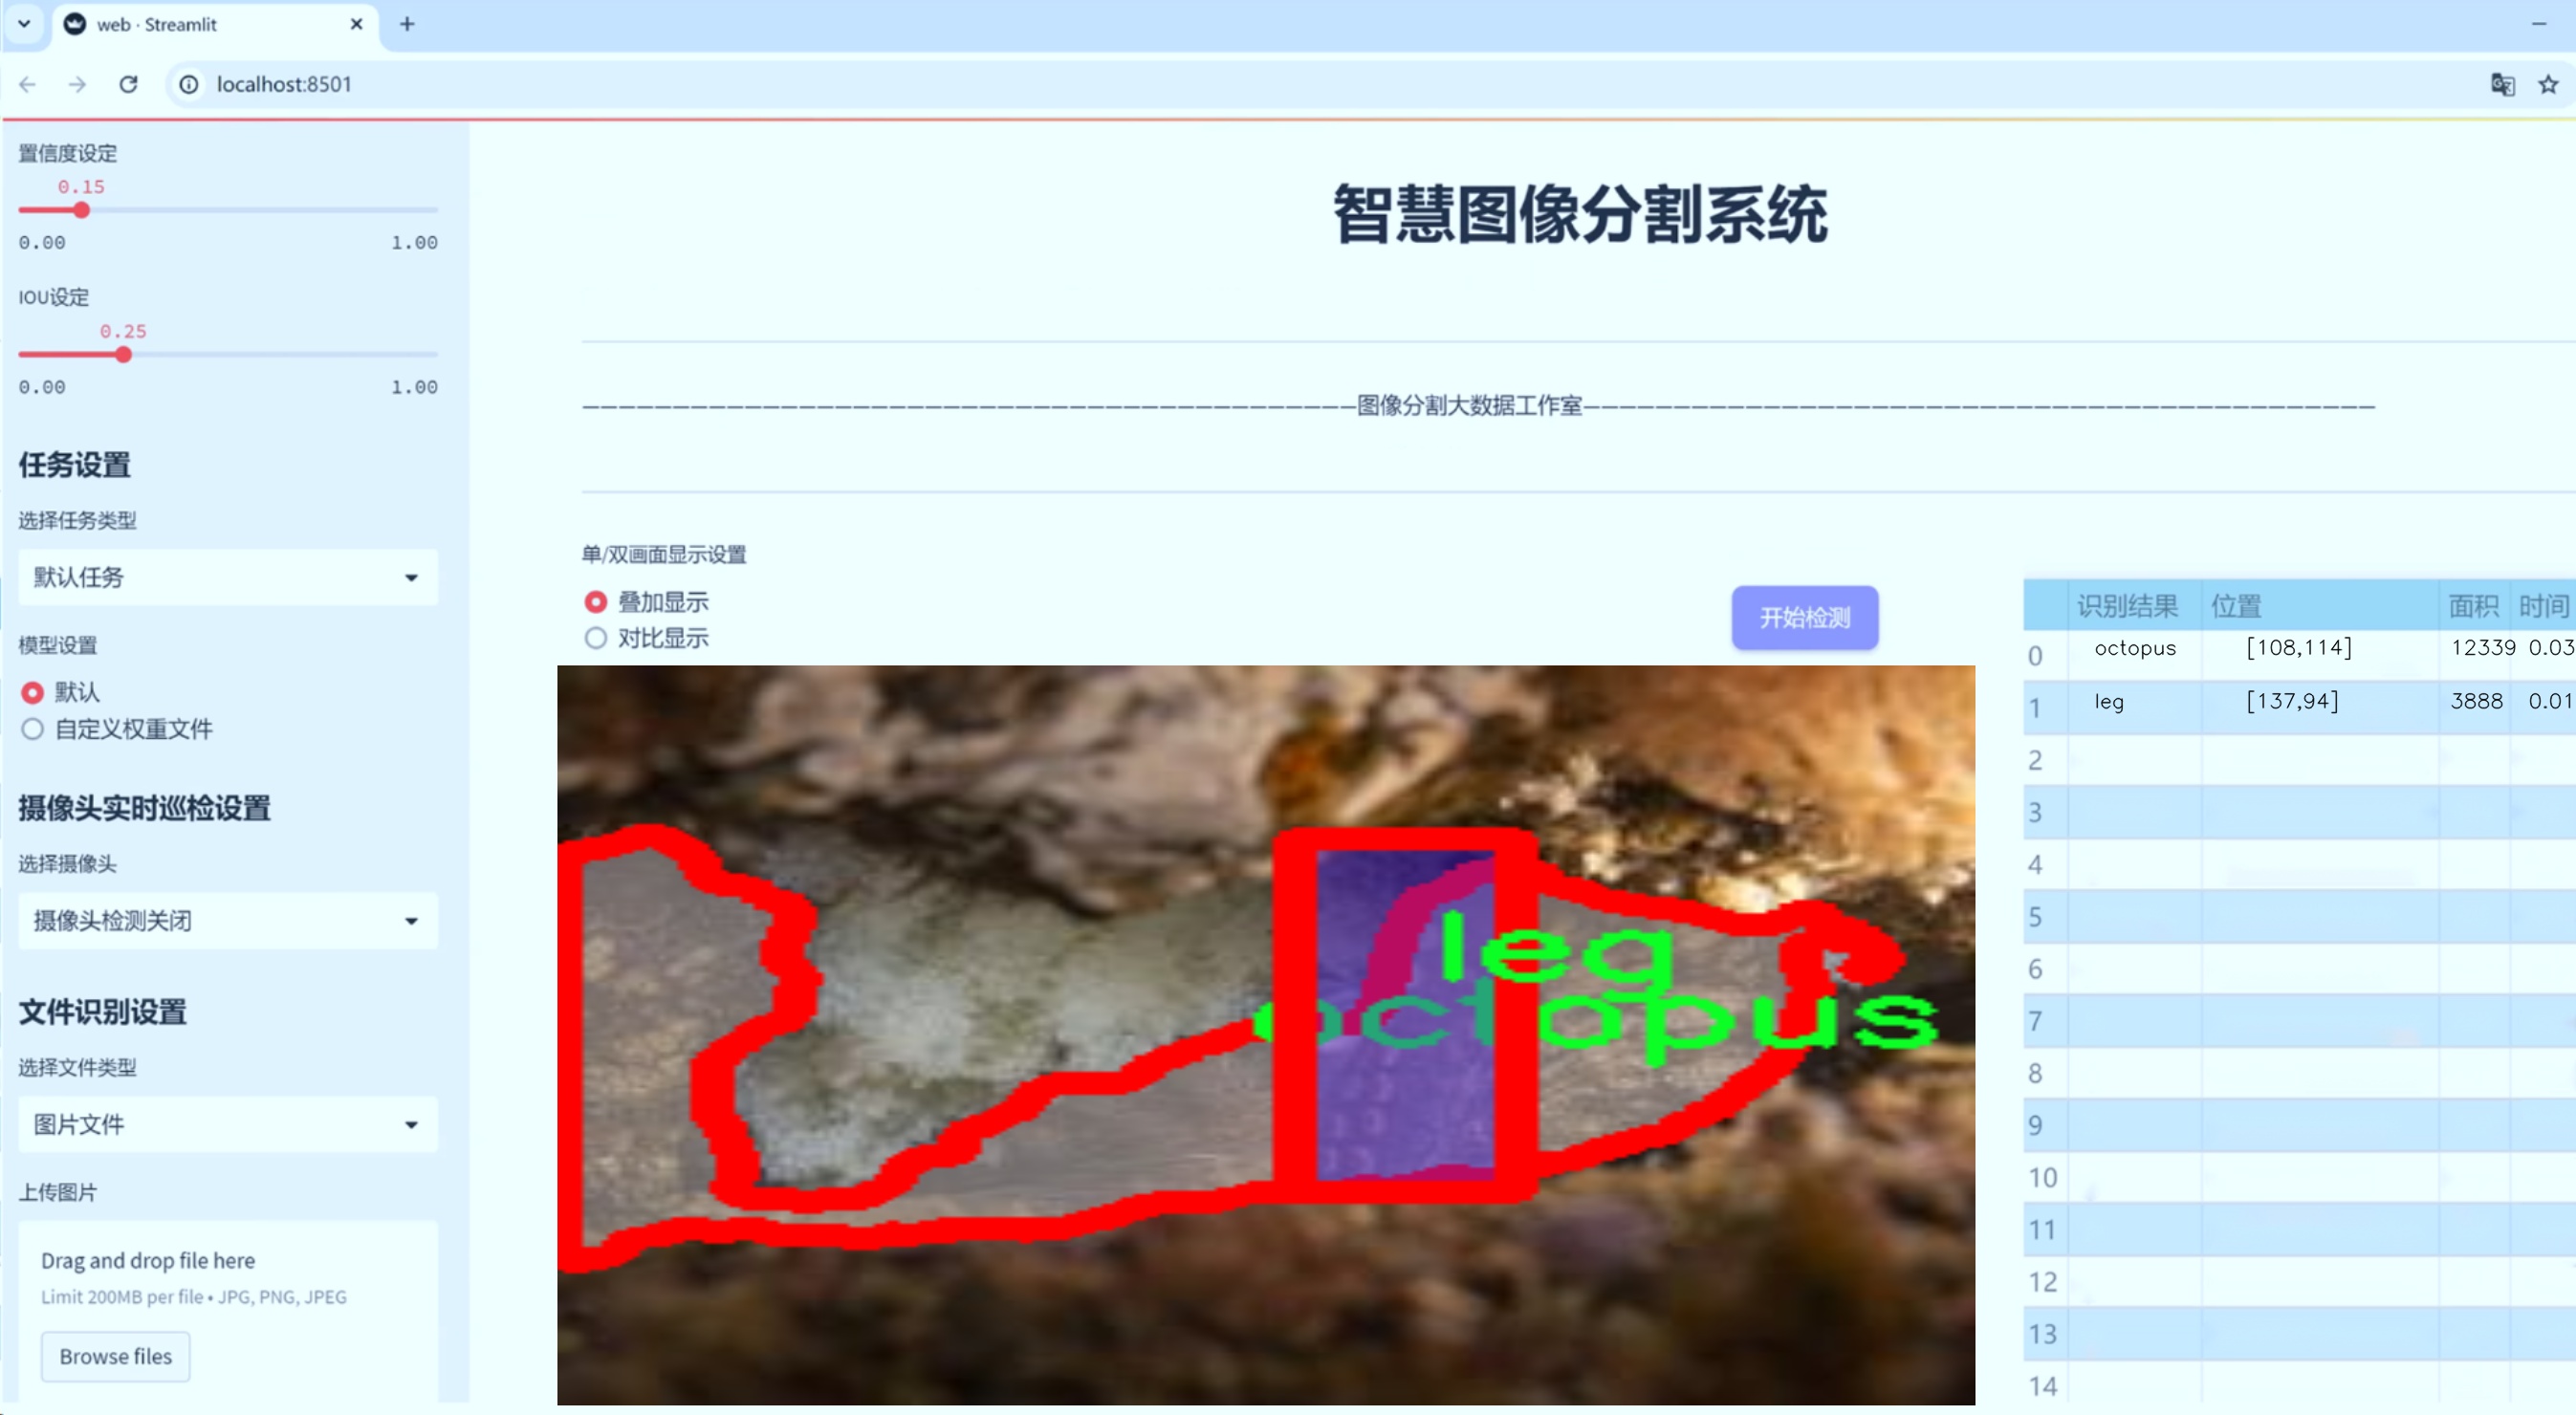 web · Streamlit
localhost:8501
置信度设定
0.15
0.00 1.00
IOU设定
0.25
0.00 1.00
任务设置
选择任务类型
默认任务
模型设置
默认
自定义权重文件
摄像头实时巡检设置
选择摄像头
摄像头检测关闭
文件识别设置
选择文件类型
图片文件
上传图片
Drag and drop file here
Limit 200MB per file • JPG, PNG, JPEG
Browse files
智慧图像分割系统
图像分割大数据工作室
单/双画面显示设置
叠加显示
对比显示
开始检测
leg
octopus
识别结果 位置 面积 时间
0 octopus [108,114] 12339 0.03
1 leg [137,94] 3888 0.01
2
3
4
5
6
7
8
9
10
11
12
13
14